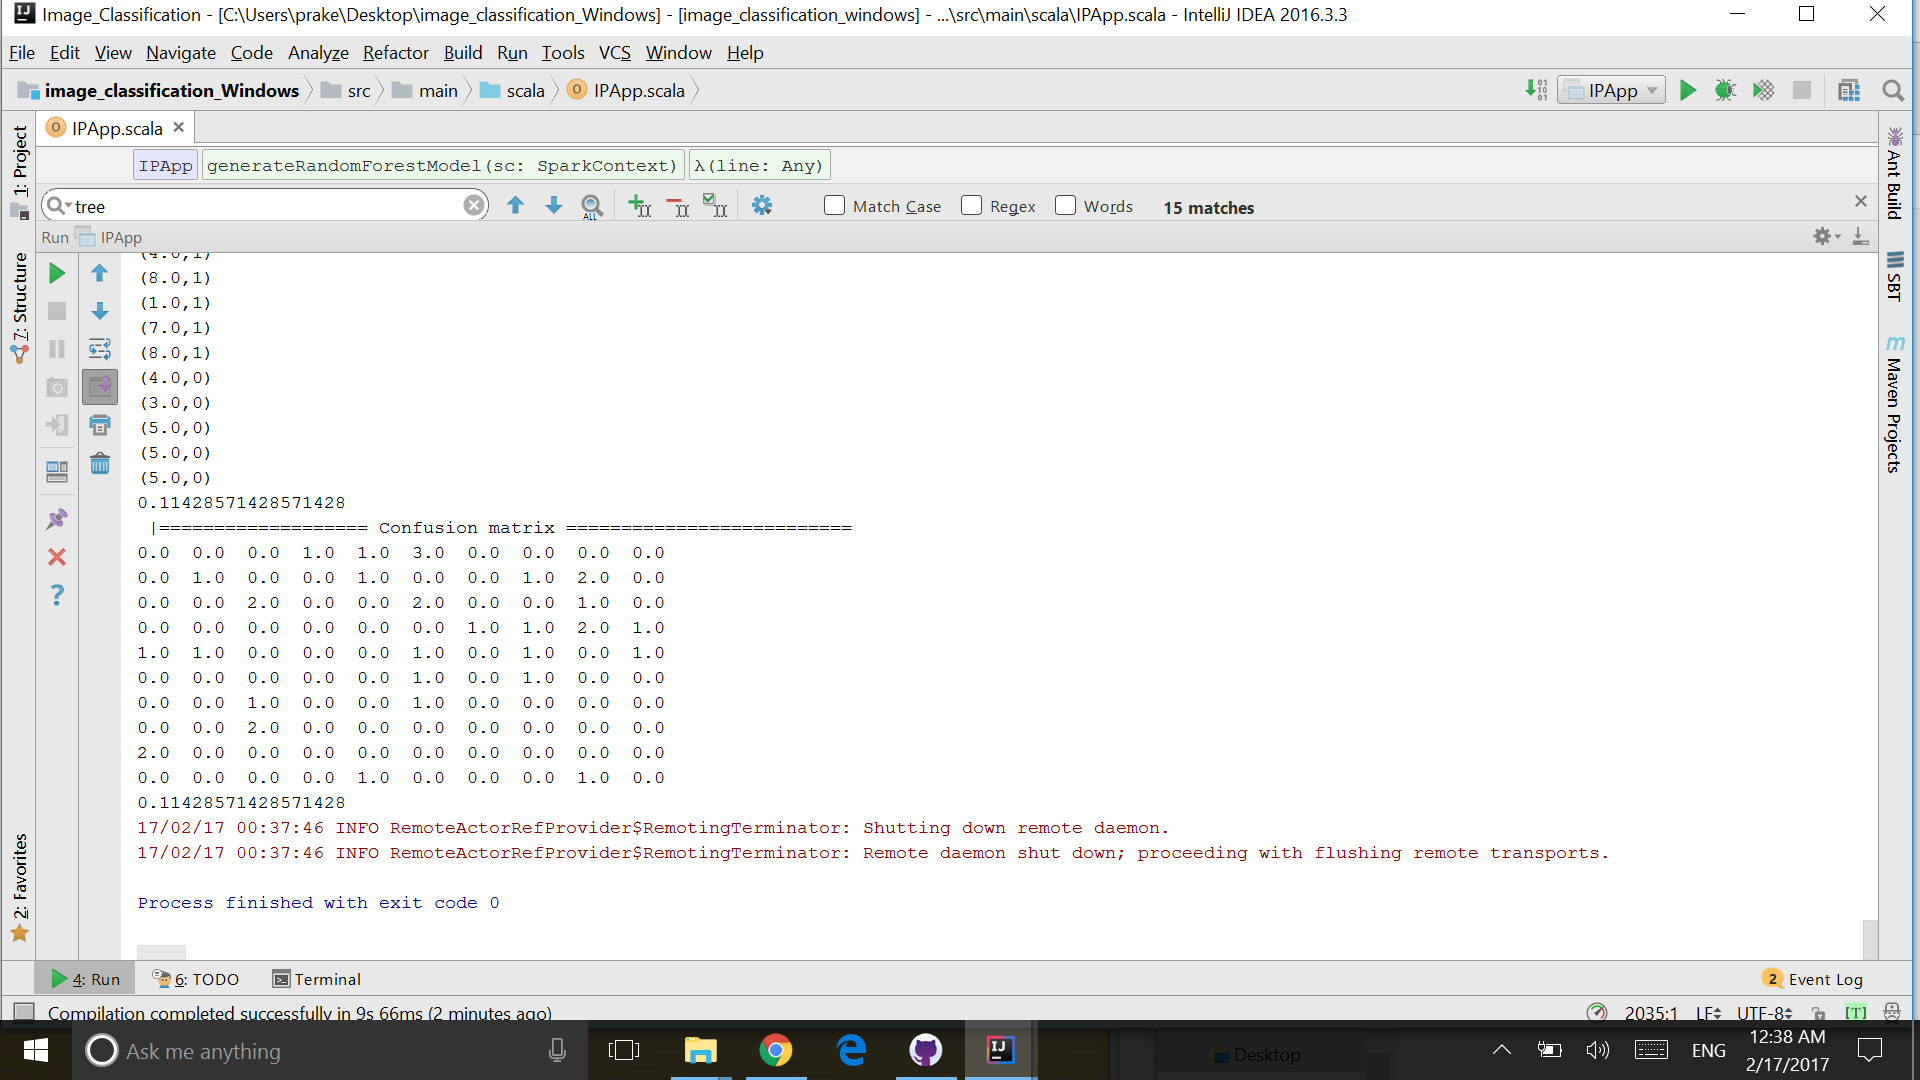 Image_Classification - [C:\Users\prake\Desktop\image_classification_Windows] - [image_classification_windows] - ...\src\main\scala\IPApp.scala - IntelliJ IDEA 2016.3.3
File Edit View Navigate Code Analyze Refactor Build Run Tools VCS Window Help
image_classification_Windows src main scala IPApp.scala
IPApp
IPApp.scala
IPApp generateRandomForestModel(sc: SparkContext) λ(line: Any)
tree
Match Case Regex Words 15 matches
Run IPApp
(4.0,1)
(8.0,1)
(1.0,1)
(7.0,1)
(8.0,1)
(4.0,0)
(3.0,0)
(5.0,0)
(5.0,0)
(5.0,0)
0.11428571428571428
|=================== Confusion matrix ==========================
0.0 0.0 0.0 1.0 1.0 3.0 0.0 0.0 0.0 0.0
0.0 1.0 0.0 0.0 1.0 0.0 0.0 1.0 2.0 0.0
0.0 0.0 2.0 0.0 0.0 2.0 0.0 0.0 1.0 0.0
0.0 0.0 0.0 0.0 0.0 0.0 1.0 1.0 2.0 1.0
1.0 1.0 0.0 0.0 0.0 1.0 0.0 1.0 0.0 1.0
0.0 0.0 0.0 0.0 0.0 1.0 0.0 1.0 0.0 0.0
0.0 0.0 1.0 0.0 0.0 1.0 0.0 0.0 0.0 0.0
0.0 0.0 2.0 0.0 0.0 0.0 0.0 0.0 0.0 0.0
2.0 0.0 0.0 0.0 0.0 0.0 0.0 0.0 0.0 0.0
0.0 0.0 0.0 0.0 1.0 0.0 0.0 0.0 1.0 0.0
0.11428571428571428
17/02/17 00:37:46 INFO RemoteActorRefProvider$RemotingTerminator: Shutting down remote daemon.
17/02/17 00:37:46 INFO RemoteActorRefProvider$RemotingTerminator: Remote daemon shut down; proceeding with flushing remote transports.
Process finished with exit code 0
1: Project
7: Structure
2: Favorites
Ant Build
SBT
m Maven Projects
4: Run 6: TODO Terminal
2 Event Log
Compilation completed successfully in 9s 66ms (2 minutes ago)
2035:1 LF UTF-8 [T]
Ask me anything
Desktop
ENG
12:38 AM
2/17/2017